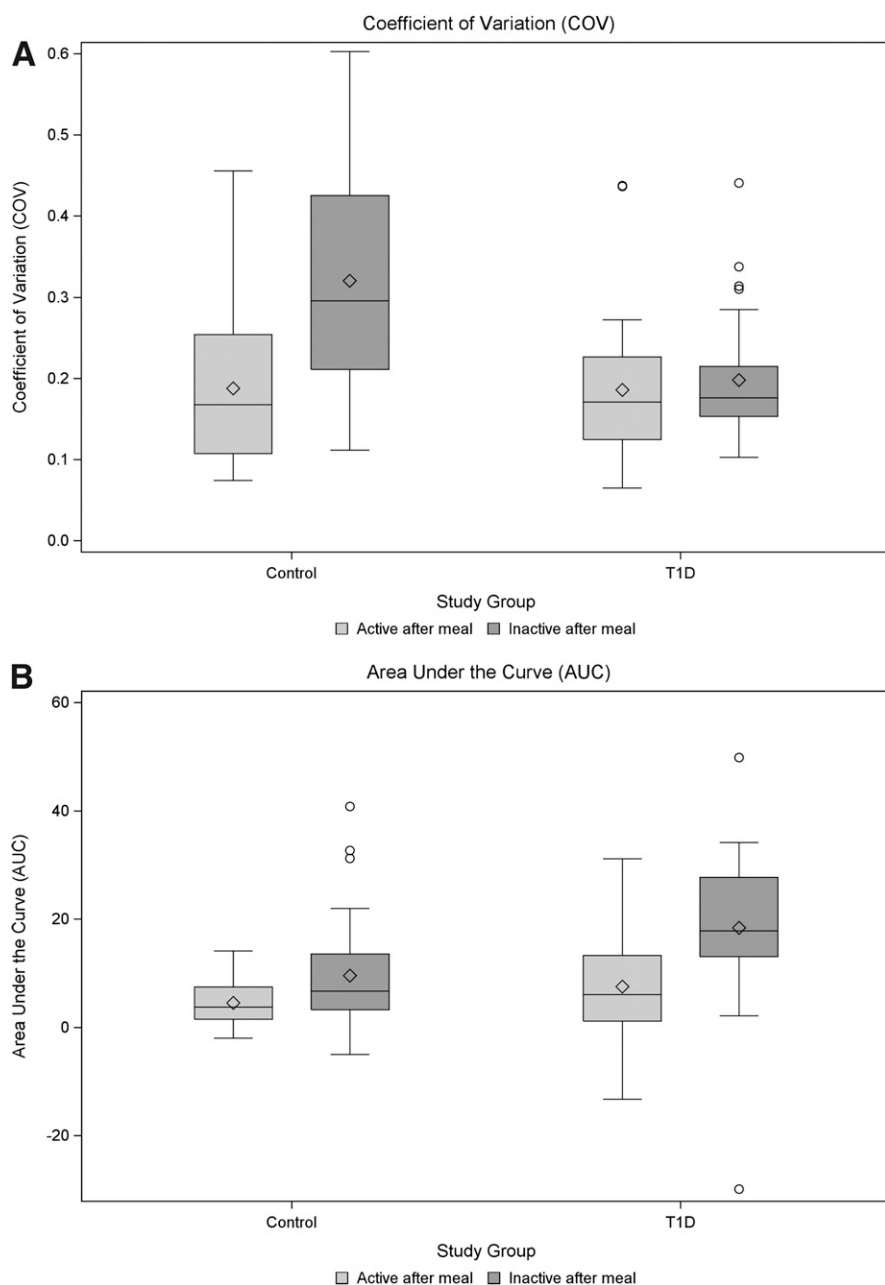 A
Coefficient of Variation (COV)
Coefficient of Variation (COV)
0.6
0.5
0.4
0.3
0.2
0.1
0.0
Control T1D
Study Group
Active after meal Inactive after meal
B
Area Under the Curve (AUC)
Area Under the Curve (AUC)
60
40
20
0
-20
Control T1D
Study Group
Active after meal Inactive after meal